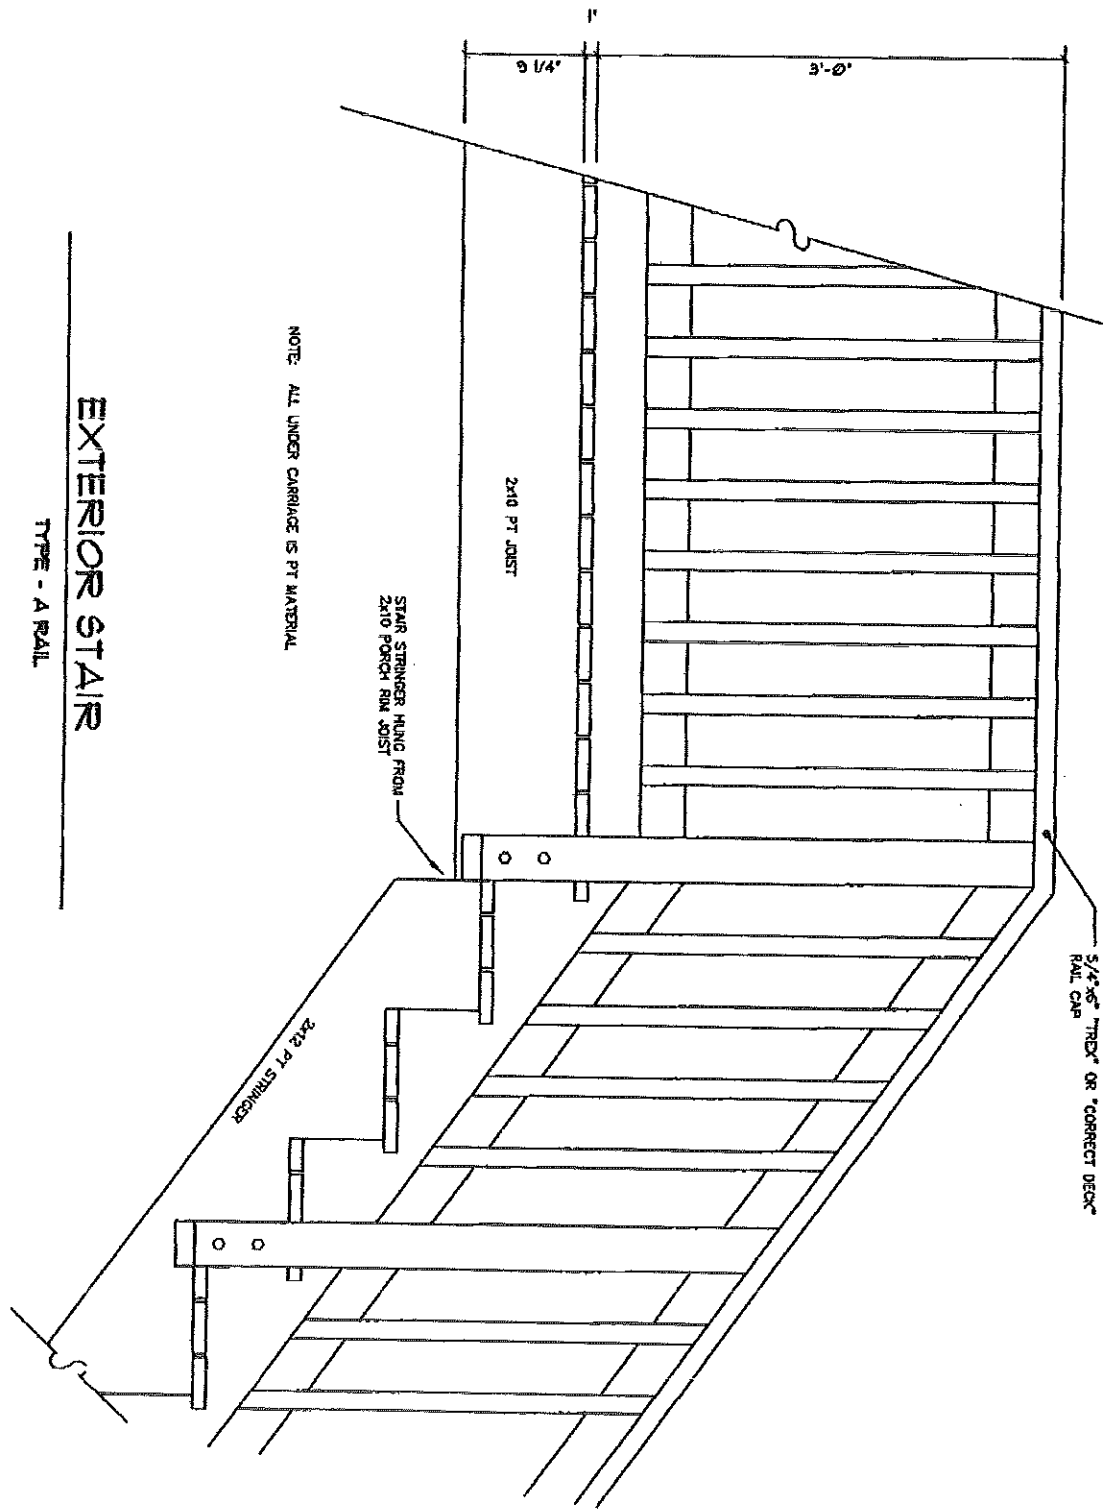 3'-0"
1"
9 1/4"
5/4"x6" "TREX" OR "CORRECT DECK"
RAIL CAP
2x10 PT JOIST
STAIR STRINGER HUNG FROM
2x10 PORCH RIM JOIST
2x12 PT STRINGER
NOTE: ALL UNDER CARRIAGE IS PT MATERIAL
EXTERIOR STAIR
TYPE - A RAIL